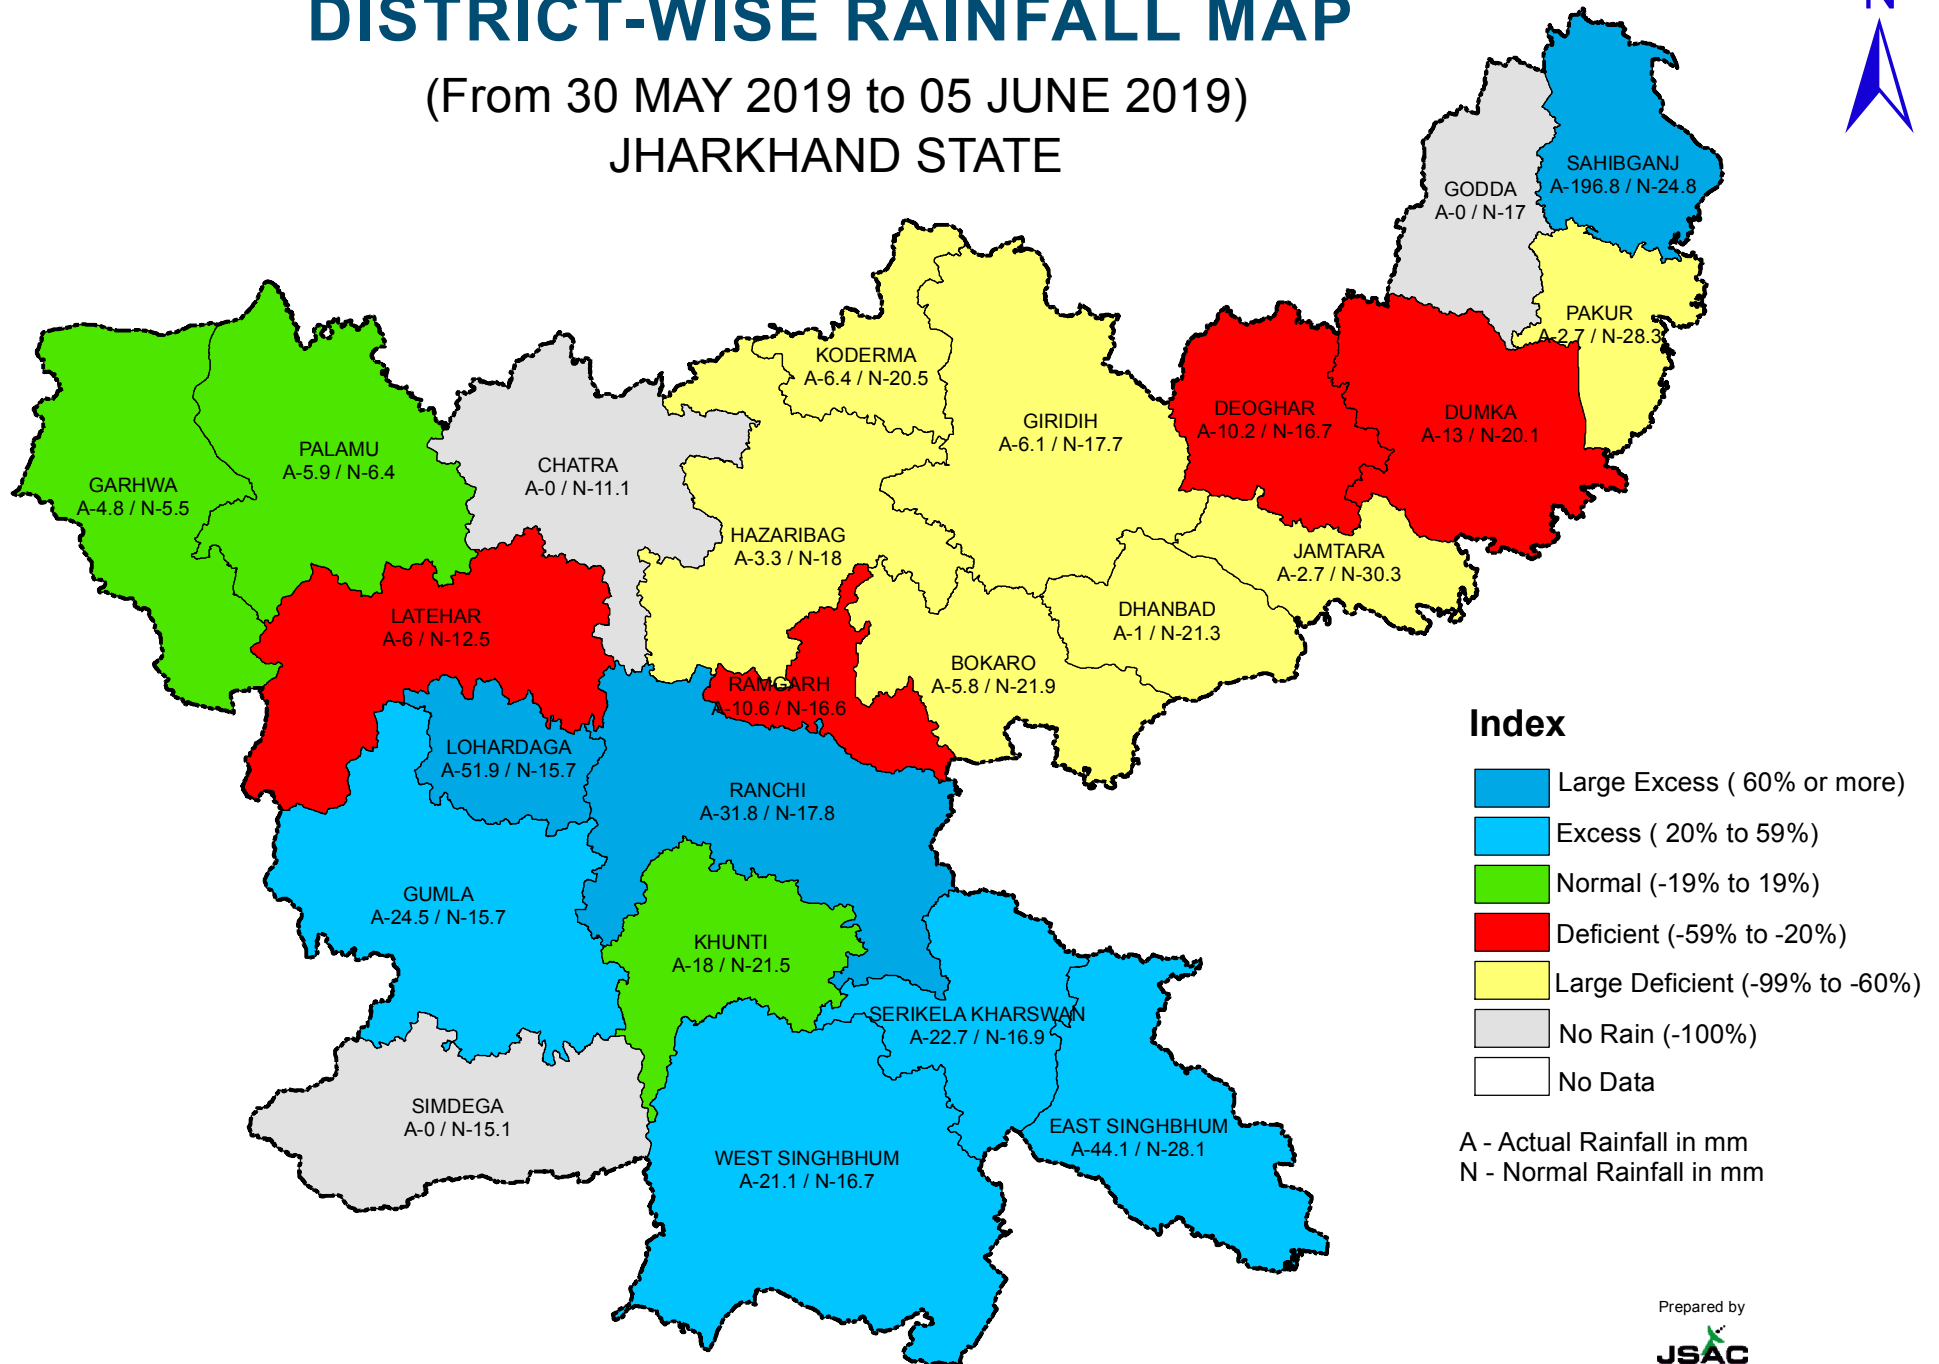 DISTRICT-WISE RAINFALL MAP
N
(From 30 MAY 2019 to 05 JUNE 2019)
JHARKHAND STATE
SAHIBGANJ
A-196.8 / N-24.8
GODDA
A-0 / N-17
PAKUR
A-2.7 / N-28.3
KODERMA
A-6.4 / N-20.5
GIRIDIH
A-6.1 / N-17.7
DEOGHAR
A-10.2 / N-16.7
DUMKA
A-13 / N-20.1
PALAMU
A-5.9 / N-6.4
CHATRA
A-0 / N-11.1
GARHWA
A-4.8 / N-5.5
HAZARIBAG
A-3.3 / N-18
JAMTARA
A-2.7 / N-30.3
LATEHAR
A-6 / N-12.5
DHANBAD
A-1 / N-21.3
BOKARO
A-5.8 / N-21.9
RAMGARH
A-10.6 / N-16.6
LOHARDAGA
A-51.9 / N-15.7
RANCHI
A-31.8 / N-17.8
GUMLA
A-24.5 / N-15.7
KHUNTI
A-18 / N-21.5
SERIKELA KHARSWAN
A-22.7 / N-16.9
SIMDEGA
A-0 / N-15.1
EAST SINGHBHUM
A-44.1 / N-28.1
WEST SINGHBHUM
A-21.1 / N-16.7
Index
Large Excess ( 60% or more)
Excess ( 20% to 59%)
Normal (-19% to 19%)
Deficient (-59% to -20%)
Large Deficient (-99% to -60%)
No Rain (-100%)
No Data
A - Actual Rainfall in mm
N - Normal Rainfall in mm
Prepared by
JSAC